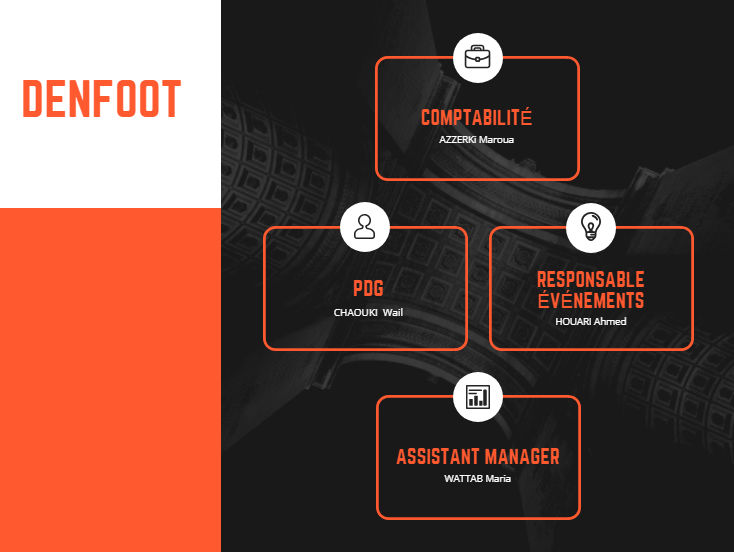 DENFOOT
COMPTABILITÉ
AZZERKi Maroua
PDG
CHAOUKI Wail
RESPONSABLE
ÉVÉNEMENTS
HOUARI Ahmed
ASSISTANT MANAGER
WATTAB Maria